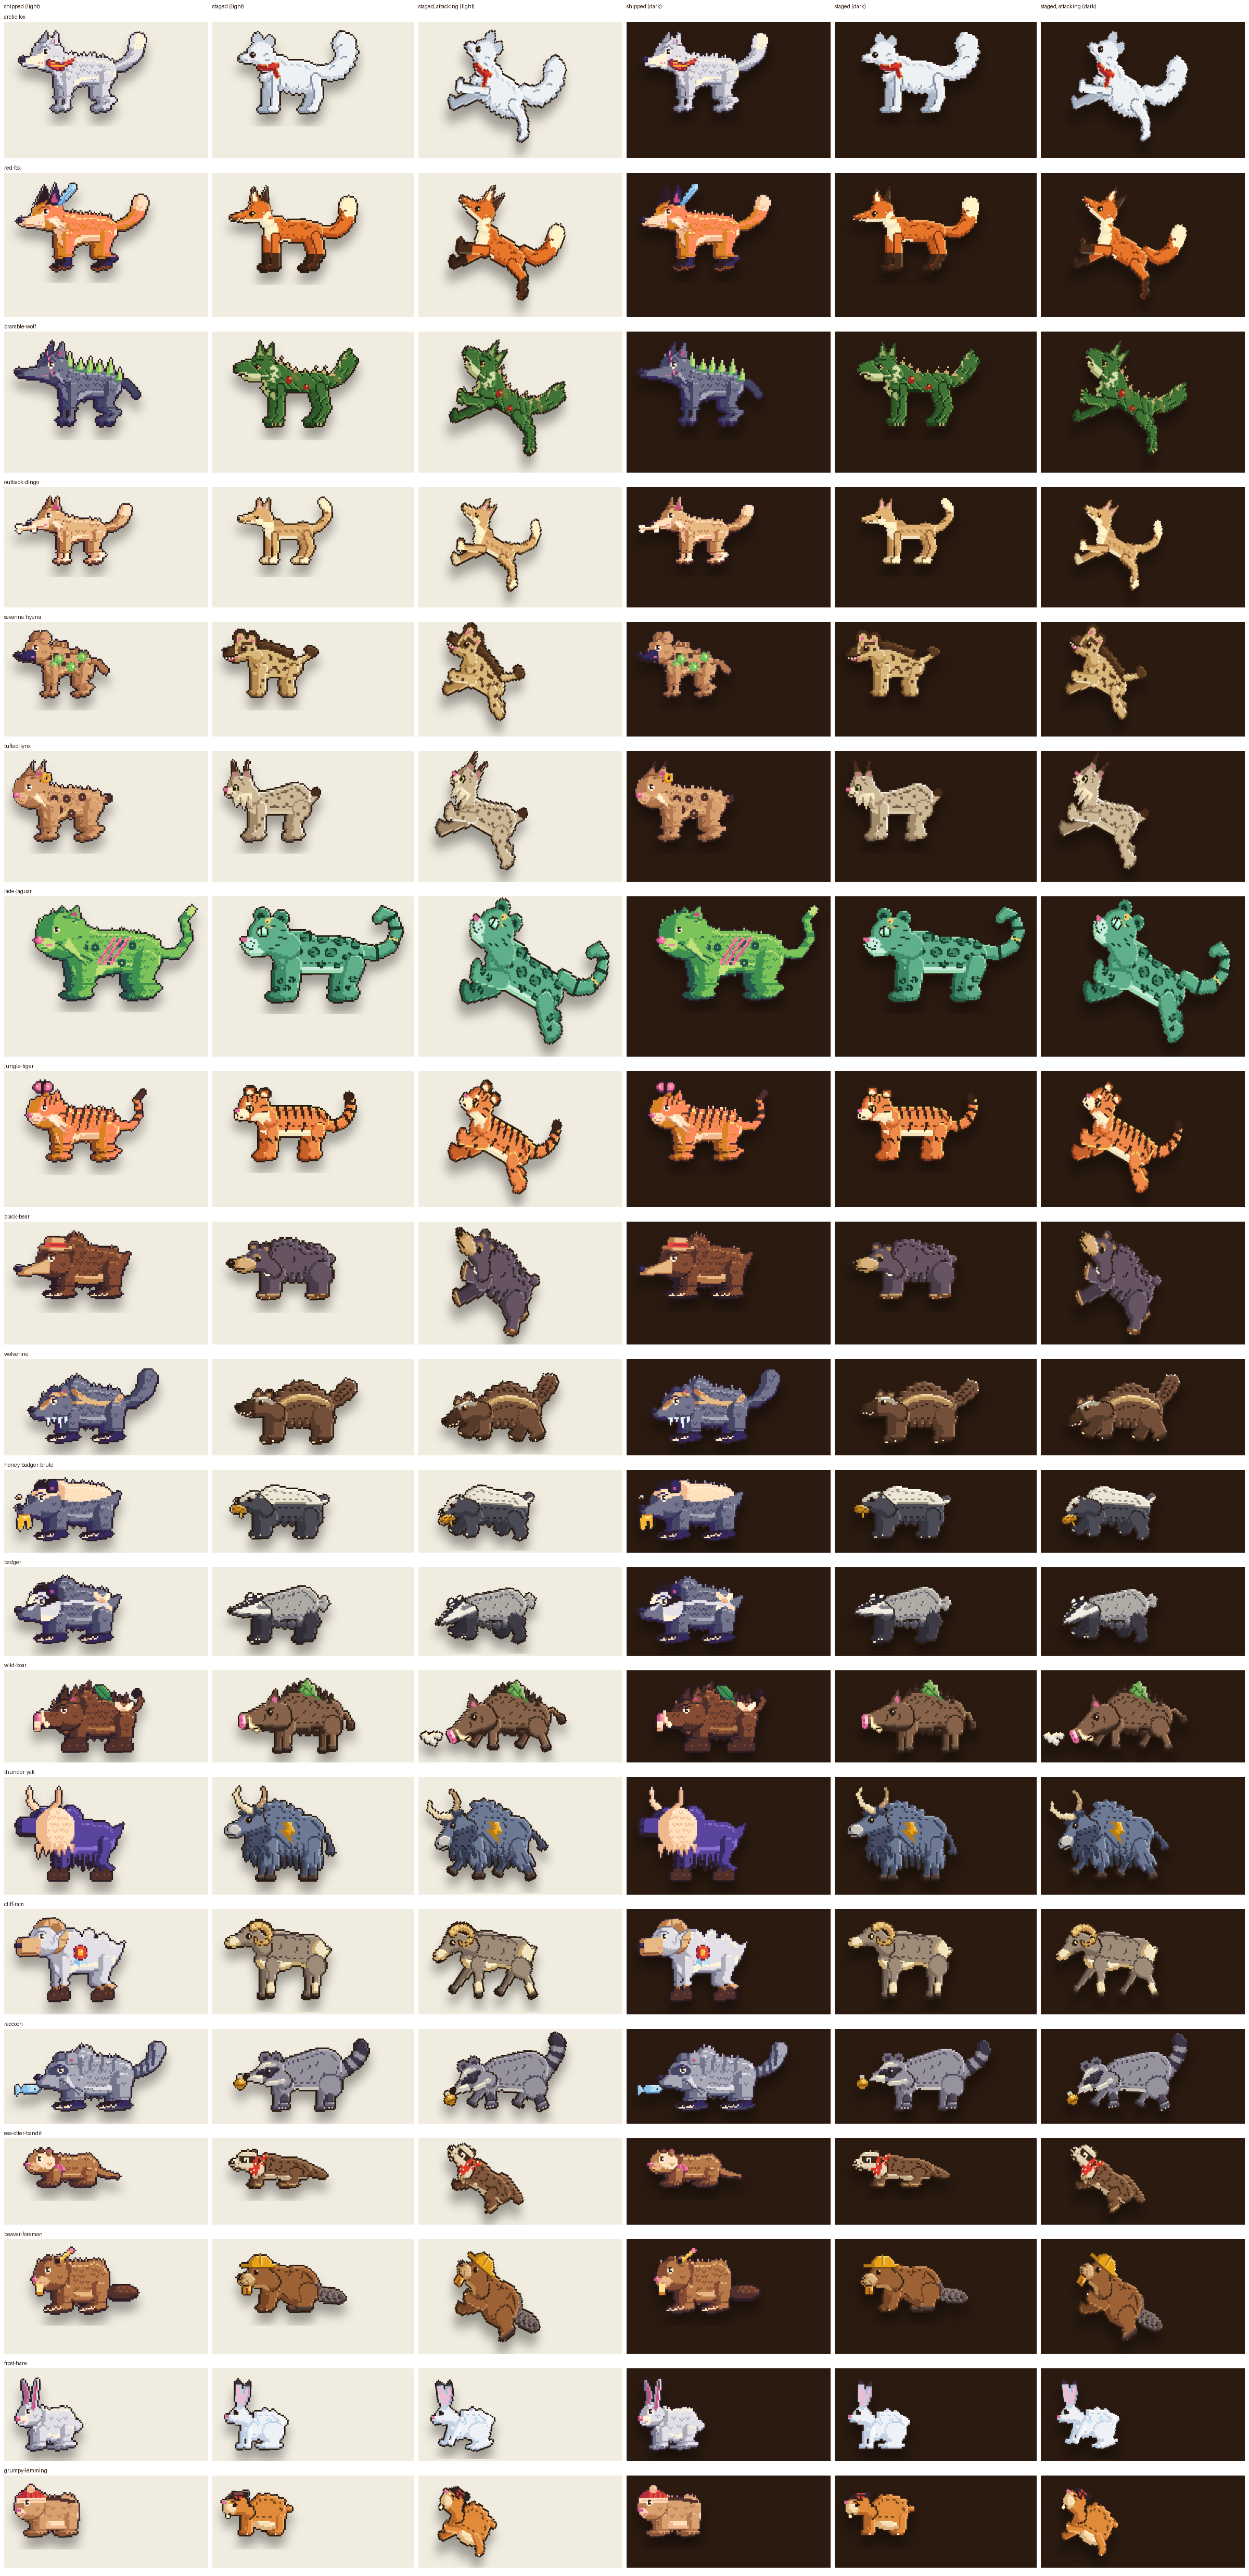 shipped (light) staged (light) staged, attacking (light) shipped (dark) staged (dark) staged, attacking (dark)
arctic-fox
red-fox
bramble-wolf
outback-dingo
savanna-hyena
tufted-lynx
jade-jaguar
jungle-tiger
black-bear
wolverine
honey-badger-brute
badger
wild-boar
thunder-yak
cliff-ram
raccoon
sea-otter-bandit
beaver-foreman
frost-hare
grumpy-lemming